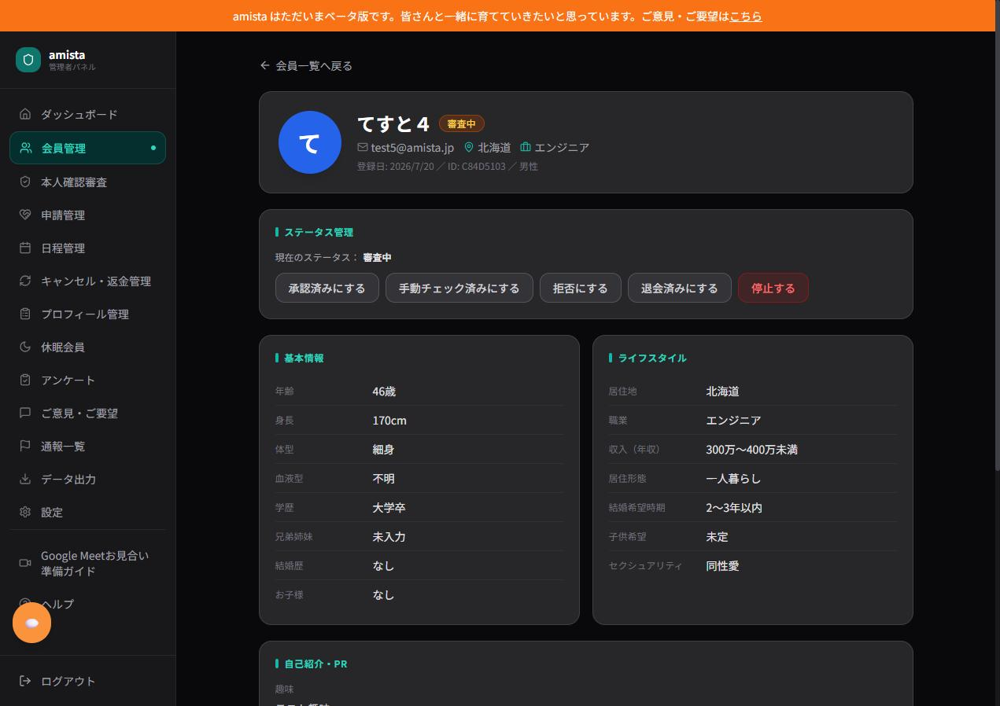 amista はただいまベータ版です。皆さんと一緒に育てていきたいと思っています。ご意見・ご要望はこちら
amista
管理者パネル
ダッシュボード
会員管理
本人確認審査
申請管理
日程管理
キャンセル・返金管理
プロフィール管理
休眠会員
アンケート
ご意見・ご要望
通報一覧
データ出力
設定
Google Meetお見合い
準備ガイド
ヘルプ
ログアウト
会員一覧へ戻る
て
てすと４ 審査中
test5@amista.jp 北海道 エンジニア
登録日: 2026/7/20 ／ ID: C84D5103 ／ 男性
ステータス管理
現在のステータス： 審査中
承認済みにする 手動チェック済みにする 拒否にする 退会済みにする 停止する
基本情報
年齢 46歳
身長 170cm
体型 細身
血液型 不明
学歴 大学卒
兄弟姉妹 未入力
結婚歴 なし
お子様 なし
ライフスタイル
居住地 北海道
職業 エンジニア
収入（年収） 300万〜400万未満
居住形態 一人暮らし
結婚希望時期 2〜3年以内
子供希望 未定
セクシュアリティ 同性愛
自己紹介・PR
趣味